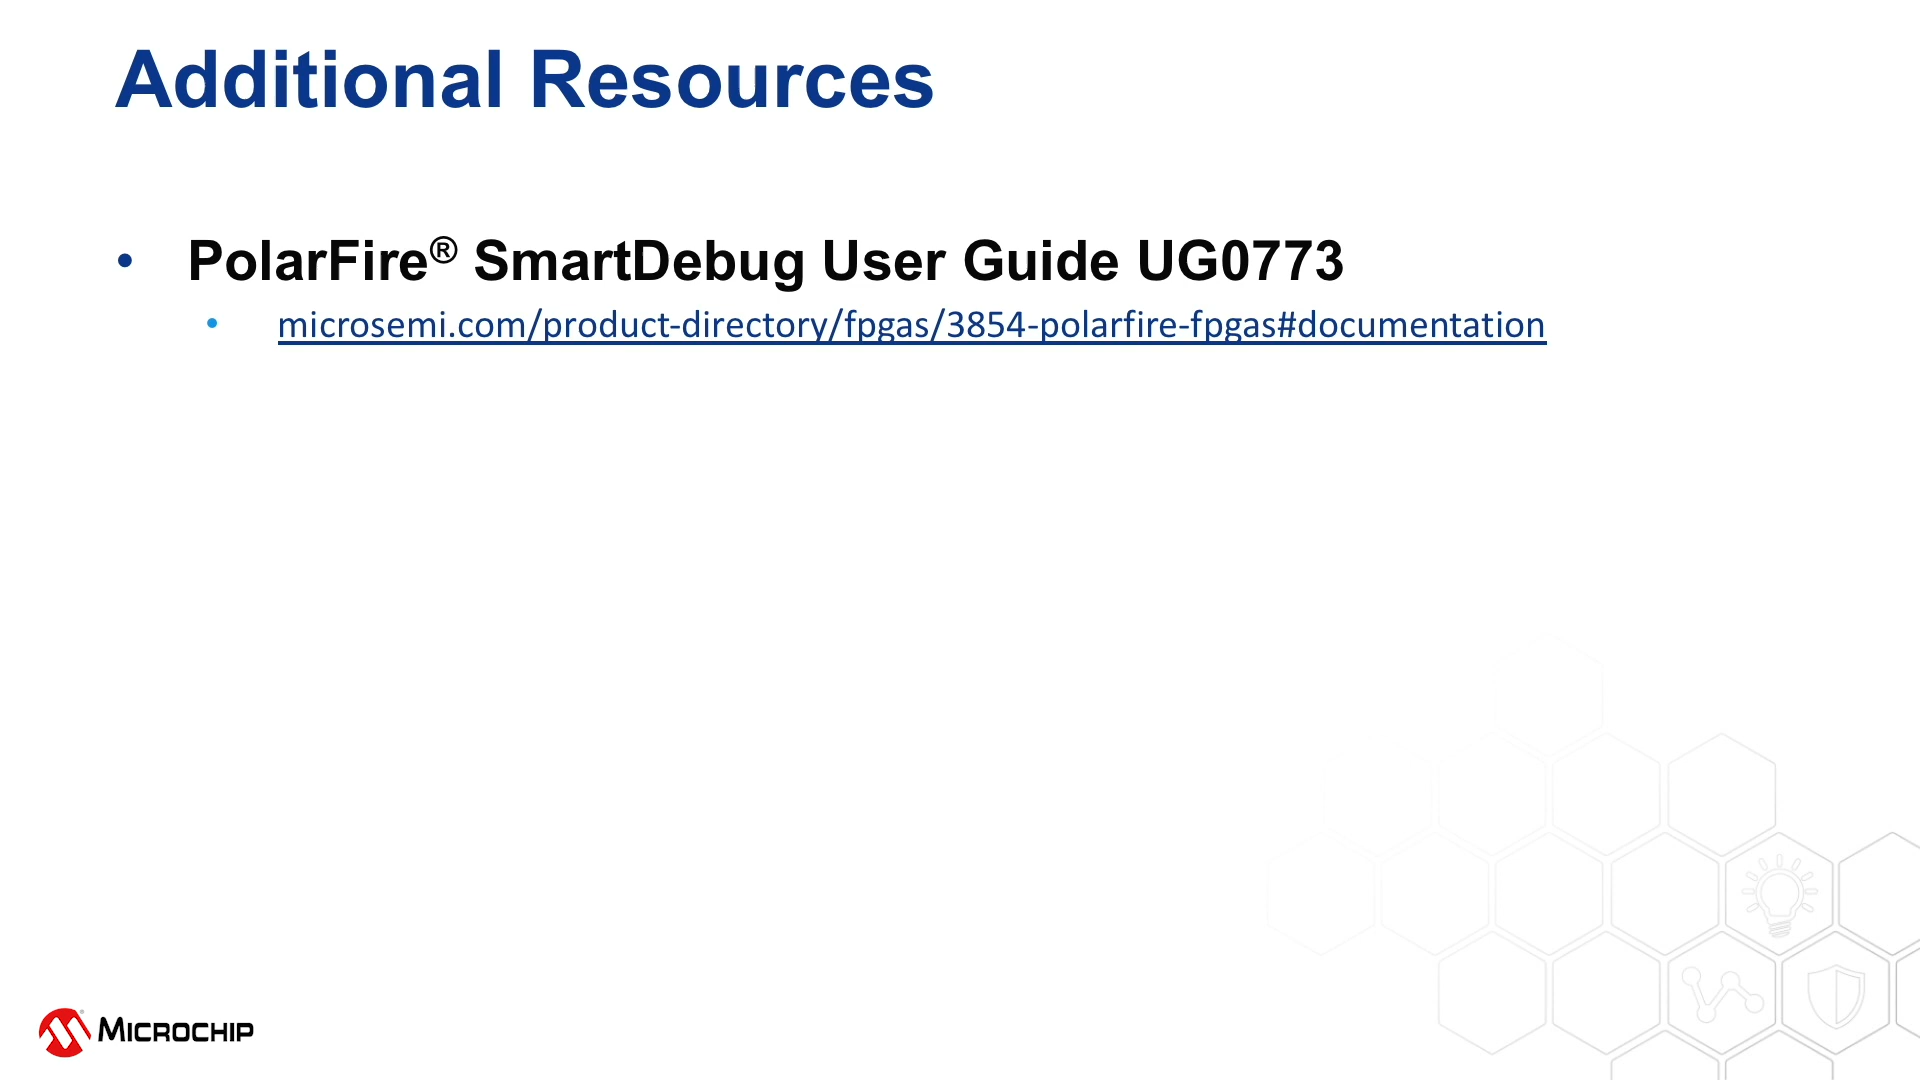 Additional Resources
• PolarFire® SmartDebug User Guide UG0773
• microsemi.com/product-directory/fpgas/3854-polarfire-fpgas#documentation
MICROCHIP